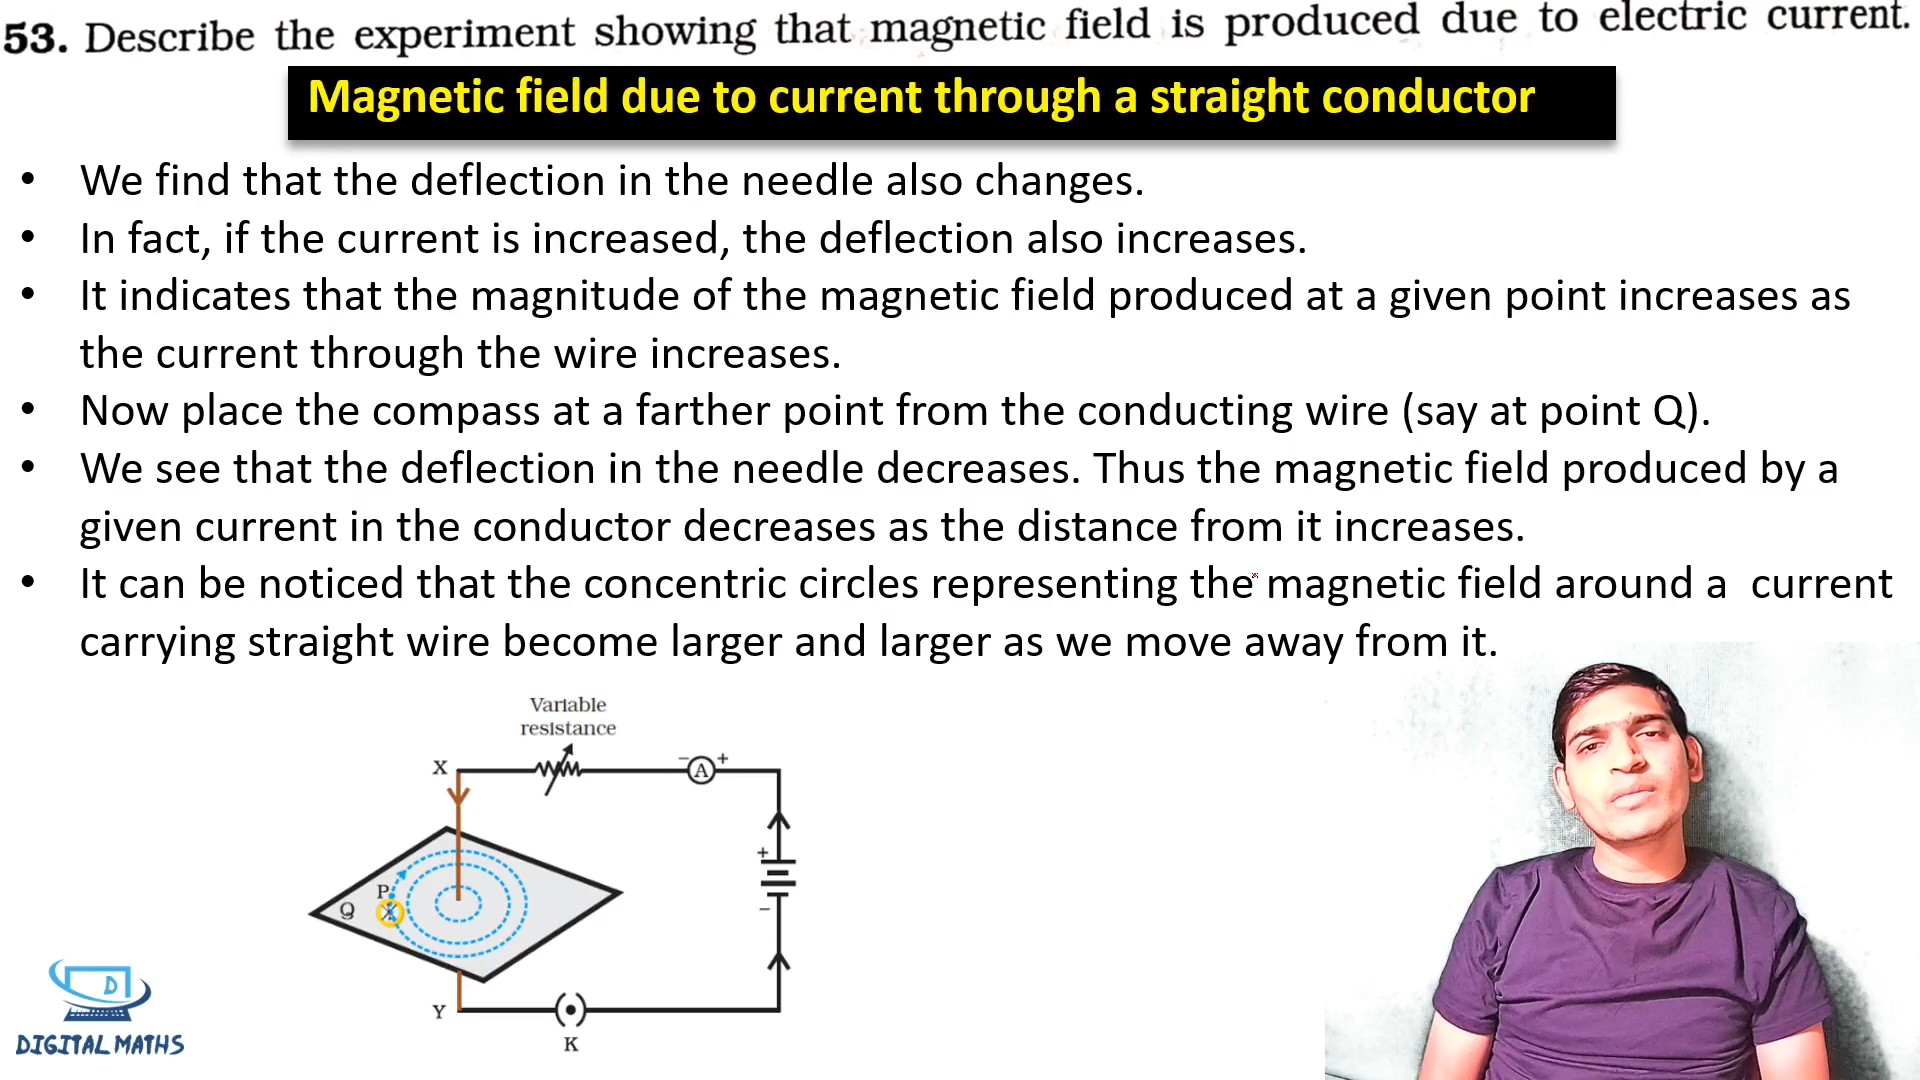 53. Describe the experiment showing that magnetic field is produced due to electric current.
Magnetic field due to current through a straight conductor
• We find that the deflection in the needle also changes.
• In fact, if the current is increased, the deflection also increases.
• It indicates that the magnitude of the magnetic field produced at a given point increases as
the current through the wire increases.
• Now place the compass at a farther point from the conducting wire (say at point Q).
• We see that the deflection in the needle decreases. Thus the magnetic field produced by a
given current in the conductor decreases as the distance from it increases.
• It can be noticed that the concentric circles representing the magnetic field around a current
carrying straight wire become larger and larger as we move away from it.
Variable
resistance
X
− A +
+
P
Q
−
Y
K
D
DIGITAL MATHS